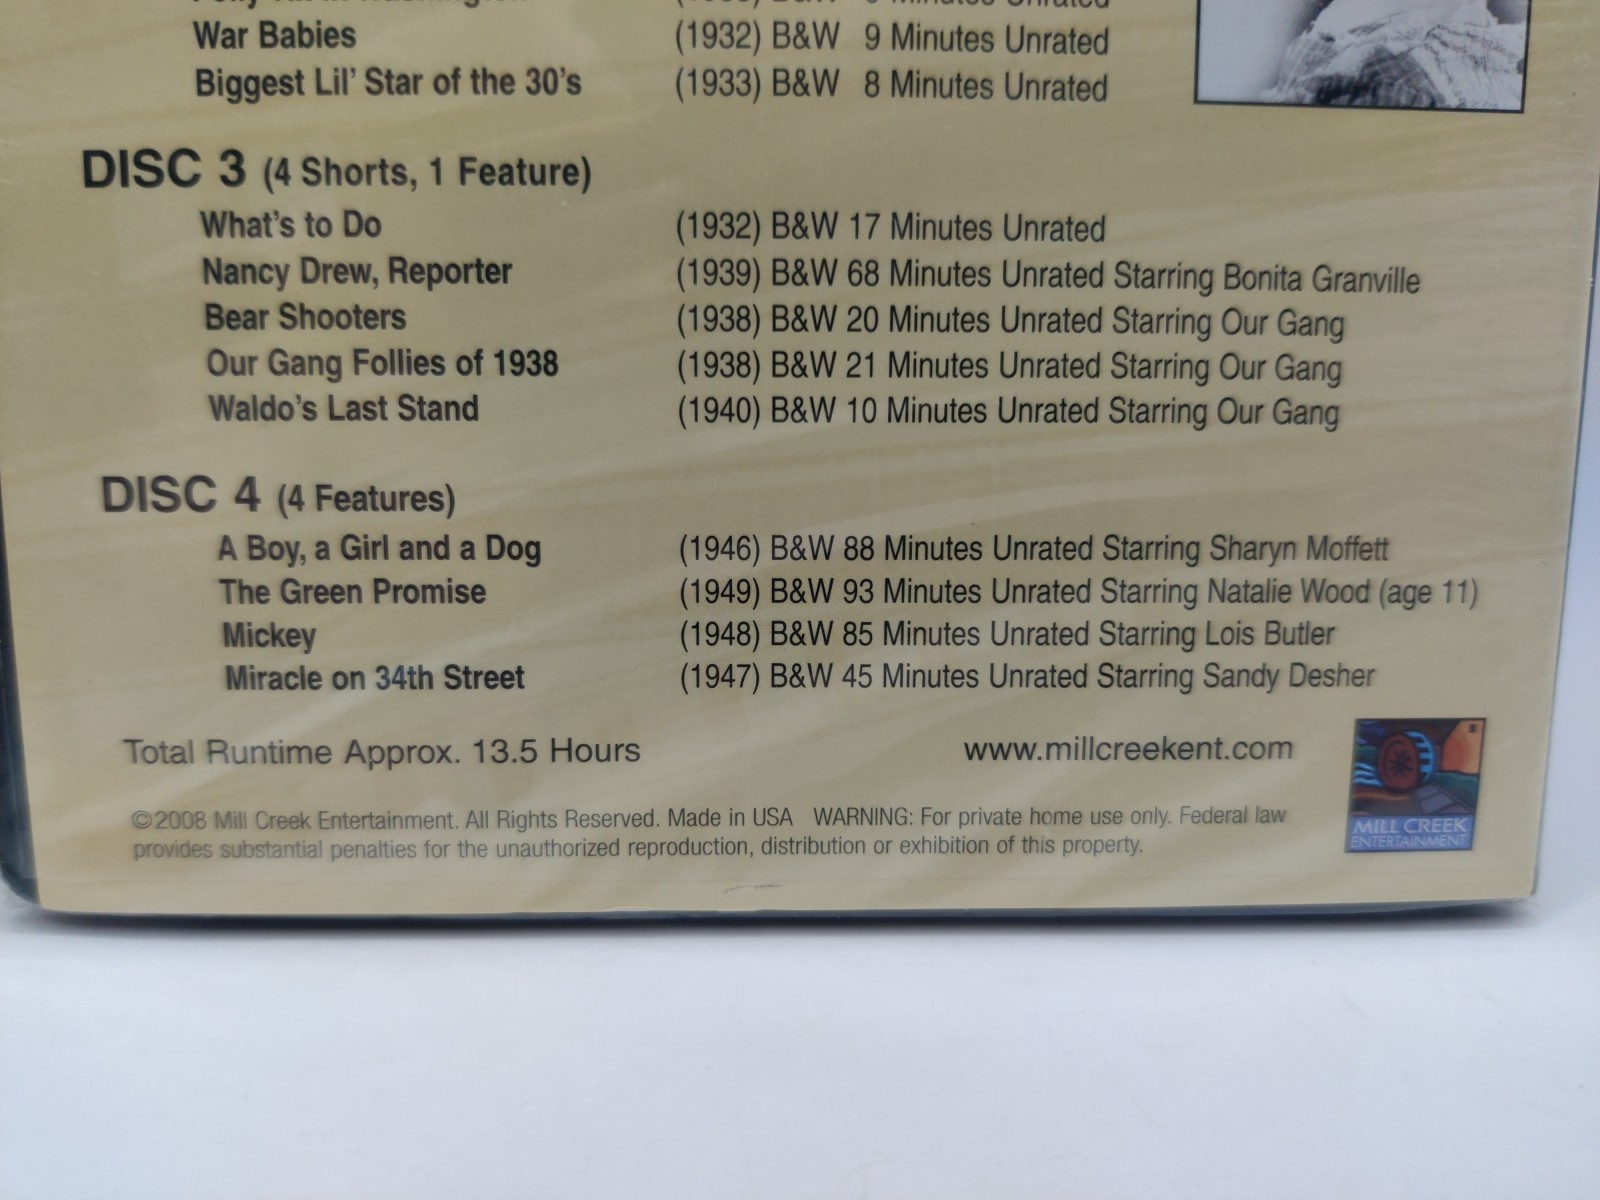 War Babies (1932) B&W 9 Minutes Unrated
Biggest Lil' Star of the 30's (1933) B&W 8 Minutes Unrated
DISC 3 (4 Shorts, 1 Feature)
What's to Do (1932) B&W 17 Minutes Unrated
Nancy Drew, Reporter (1939) B&W 68 Minutes Unrated Starring Bonita Granville
Bear Shooters (1938) B&W 20 Minutes Unrated Starring Our Gang
Our Gang Follies of 1938 (1938) B&W 21 Minutes Unrated Starring Our Gang
Waldo's Last Stand (1940) B&W 10 Minutes Unrated Starring Our Gang
DISC 4 (4 Features)
A Boy, a Girl and a Dog (1946) B&W 88 Minutes Unrated Starring Sharyn Moffett
The Green Promise (1949) B&W 93 Minutes Unrated Starring Natalie Wood (age 11)
Mickey (1948) B&W 85 Minutes Unrated Starring Lois Butler
Miracle on 34th Street (1947) B&W 45 Minutes Unrated Starring Sandy Desher
Total Runtime Approx. 13.5 Hours www.millcreekent.com
©2008 Mill Creek Entertainment. All Rights Reserved. Made in USA WARNING: For private home use only. Federal law
provides substantial penalties for the unauthorized reproduction, distribution or exhibition of this property.
MILL CREEK
ENTERTAINMENT